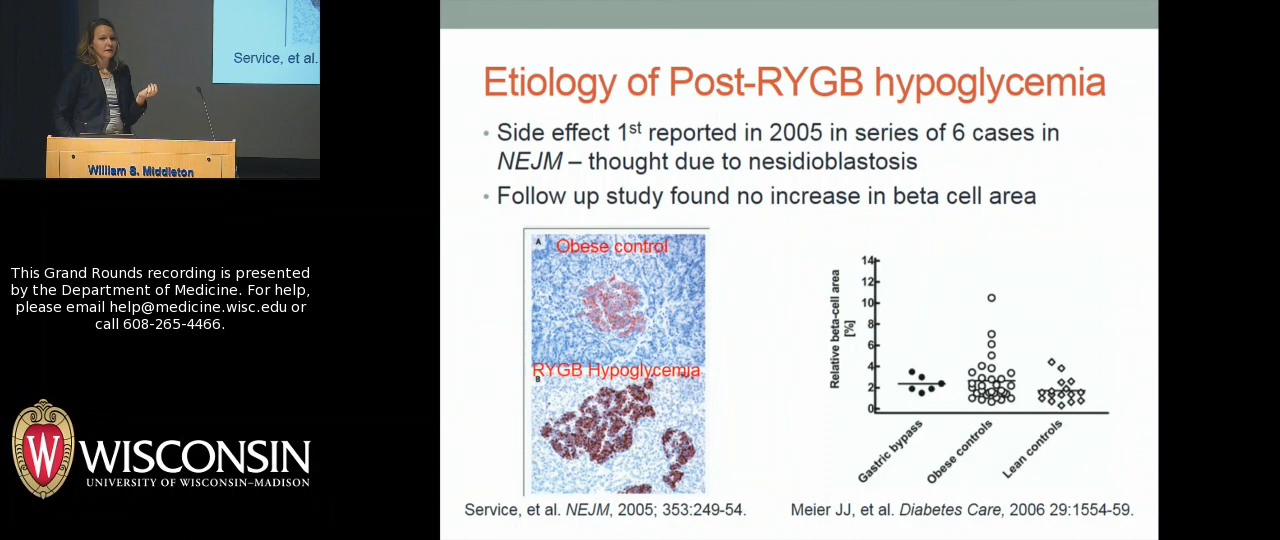 Service, et al.
William S. Middleton
This Grand Rounds recording is presented
by the Department of Medicine. For help,
please email help@medicine.wisc.edu or
call 608-265-4466.
W
WISCONSIN
UNIVERSITY OF WISCONSIN–MADISON
Etiology of Post-RYGB hypoglycemia
• Side effect 1st reported in 2005 in series of 6 cases in
NEJM – thought due to nesidioblastosis
• Follow up study found no increase in beta cell area
A
Obese control
RYGB Hypoglycemia
B
Relative beta-cell area
[%]
14
12
10
8
6
4
2
0
Gastric bypass
Obese controls
Lean controls
Service, et al. NEJM, 2005; 353:249-54.
Meier JJ, et al. Diabetes Care, 2006 29:1554-59.